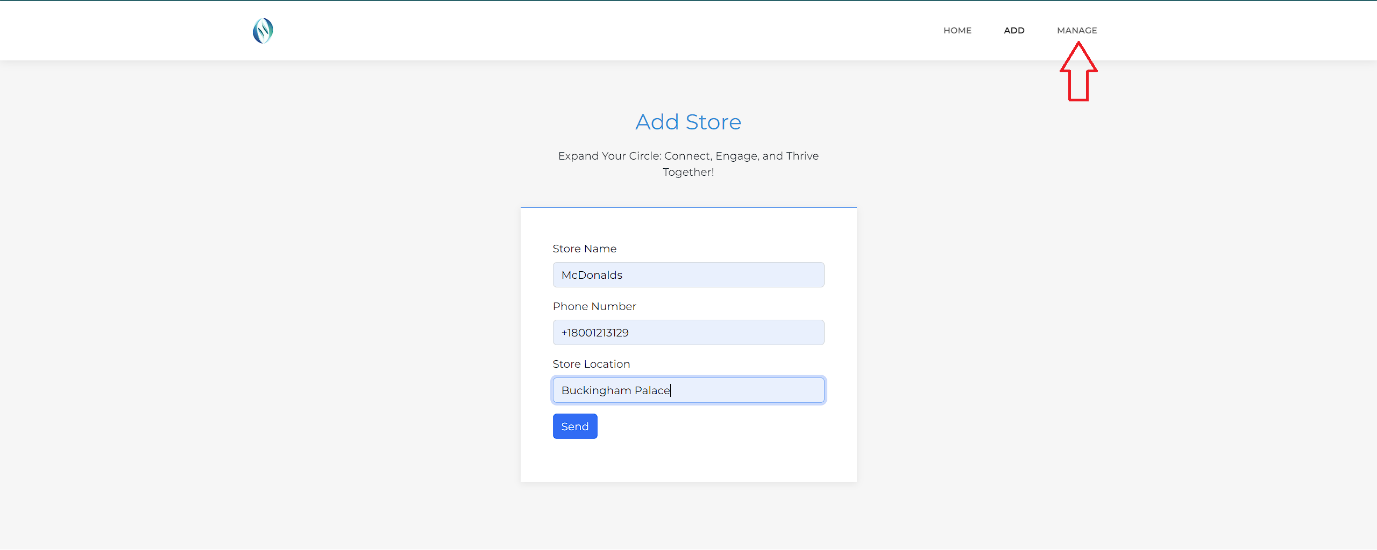 HOME ADD MANAGE
Add Store
Expand Your Circle: Connect, Engage, and Thrive
Together!
Store Name
McDonalds
Phone Number
+18001213129
Store Location
Buckingham Palace
Send